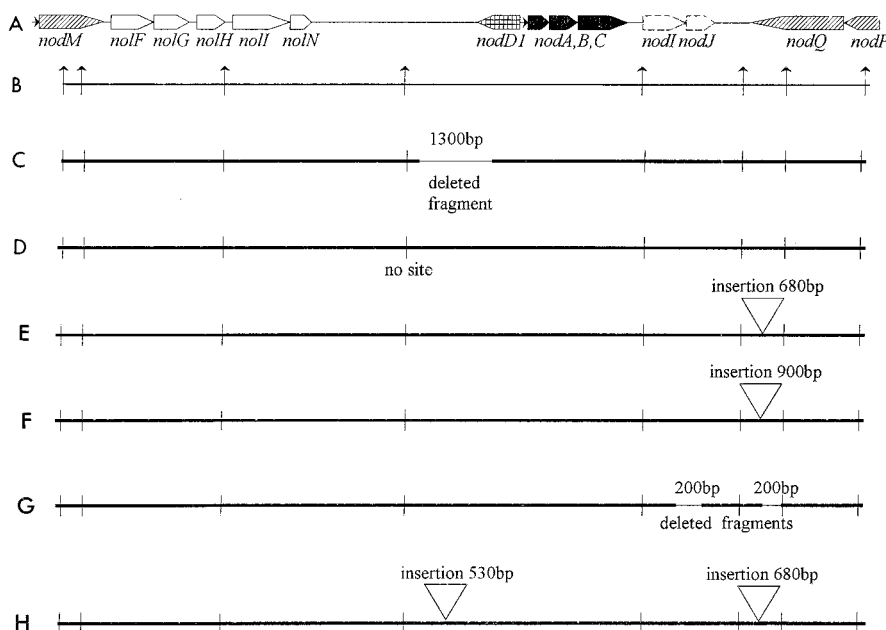 A
nodM nolF nolG nolH nolI nolN nodD1 nodA,B,C nodI nodJ nodQ nodP
B
C
1300bp
deleted
fragment
D
no site
E
insertion 680bp
F
insertion 900bp
G
200bp 200bp
deleted fragments
H
insertion 530bp insertion 680bp